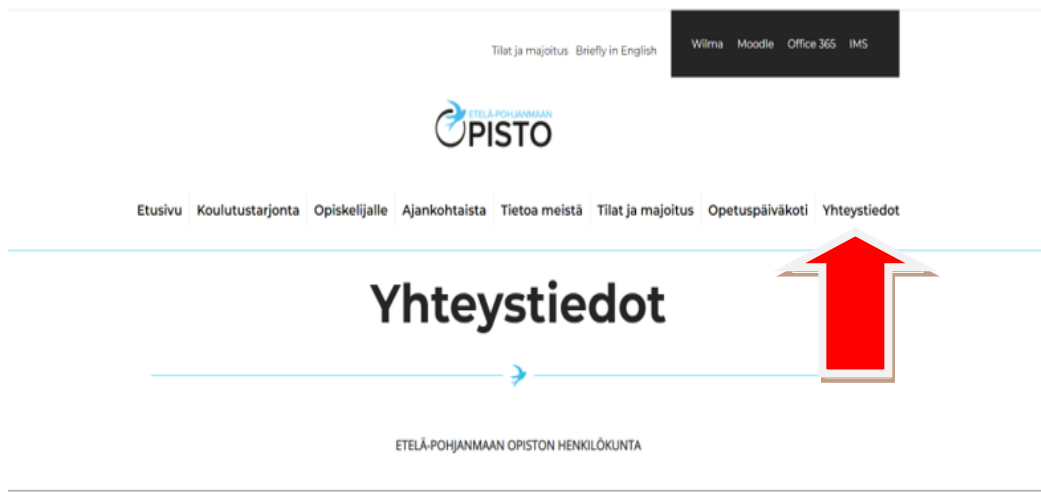 Tilat ja majoitus Briefly in English Wilma Moodle Office 365 IMS
ETELÄ-POHJANMAAN
OPISTO
Etusivu Koulutustarjonta Opiskelijalle Ajankohtaista Tietoa meistä Tilat ja majoitus Opetuspäiväkoti Yhteystiedot
Yhteystiedot
ETELÄ-POHJANMAAN OPISTON HENKILÖKUNTA